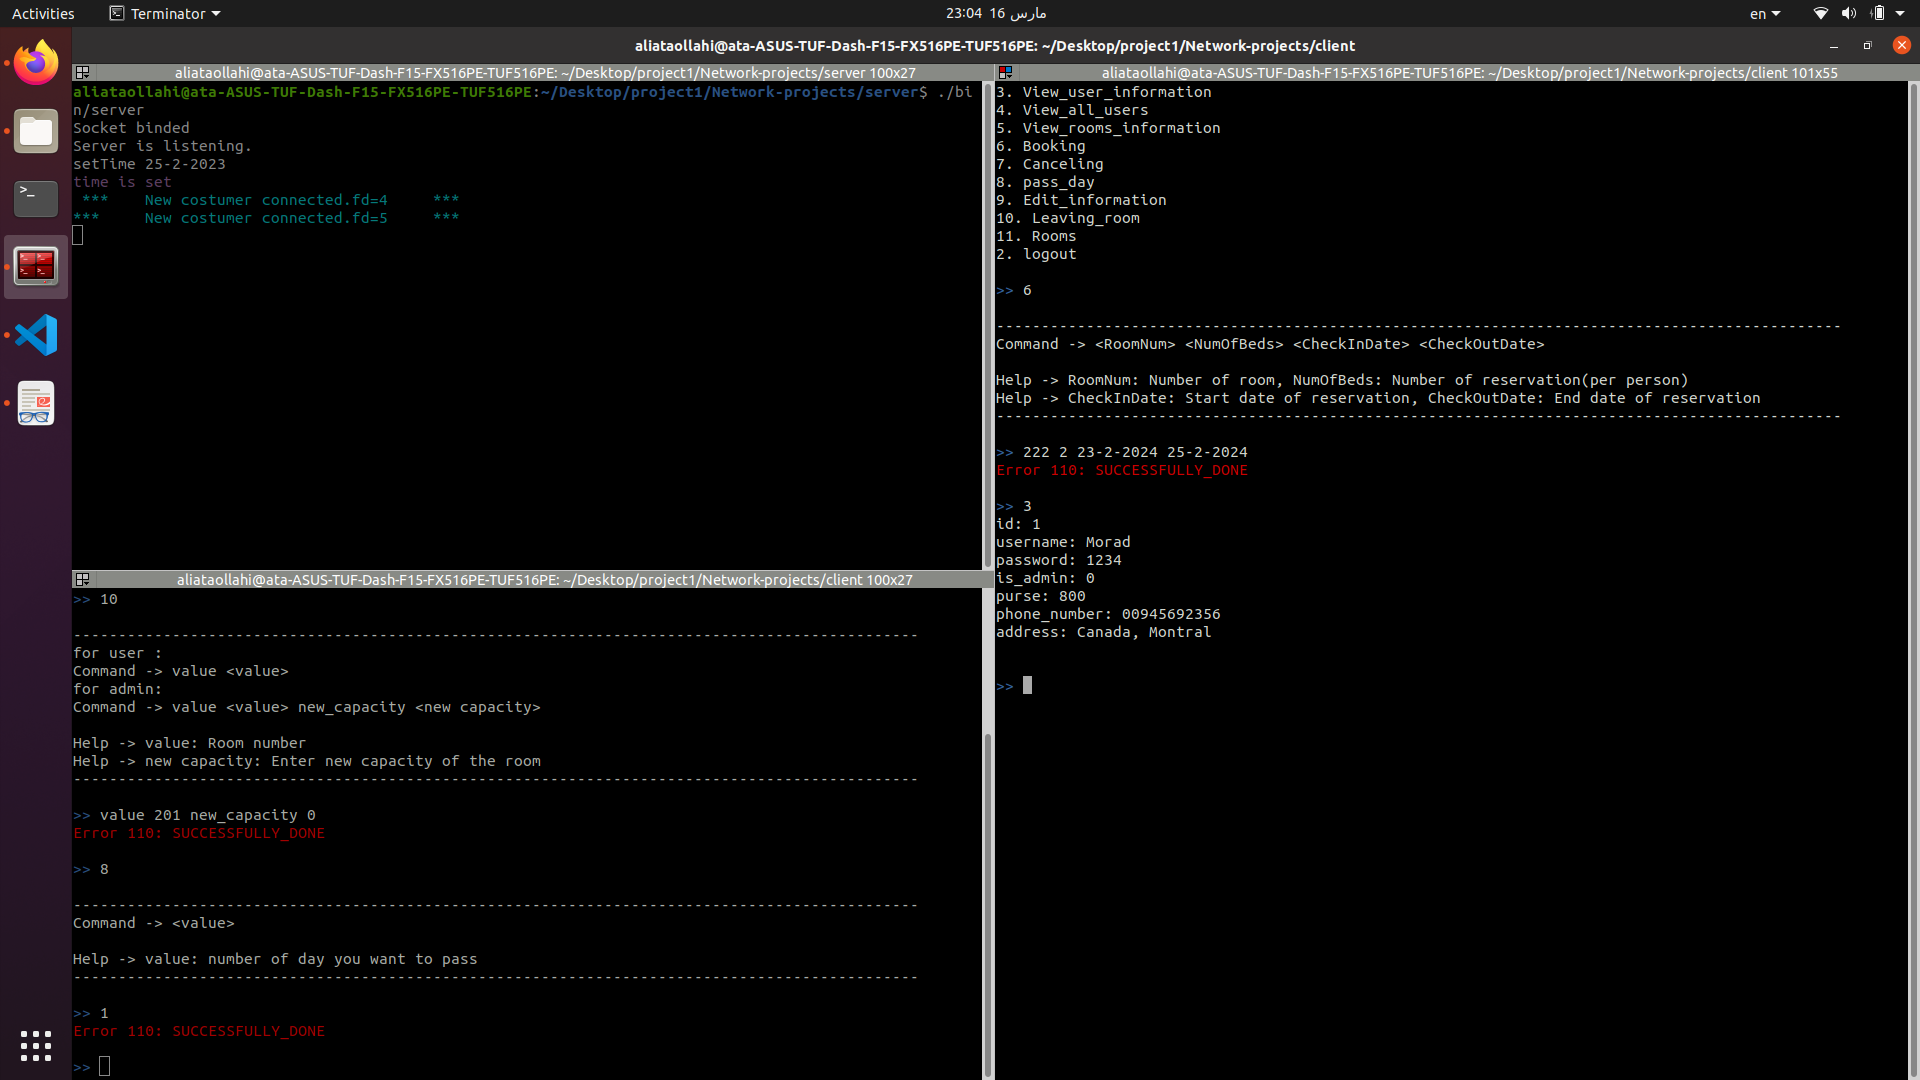 Activities
Terminator
23:04 16 مارس
en
aliataollahi@ata-ASUS-TUF-Dash-F15-FX516PE-TUF516PE: ~/Desktop/project1/Network-projects/client
aliataollahi@ata-ASUS-TUF-Dash-F15-FX516PE-TUF516PE: ~/Desktop/project1/Network-projects/server 100x27
aliataollahi@ata-ASUS-TUF-Dash-F15-FX516PE-TUF516PE:~/Desktop/project1/Network-projects/server$ ./bi
n/server
Socket binded
Server is listening.
setTime 25-2-2023
time is set
*** New costumer connected.fd=4 ***
*** New costumer connected.fd=5 ***
aliataollahi@ata-ASUS-TUF-Dash-F15-FX516PE-TUF516PE: ~/Desktop/project1/Network-projects/client 100x27
>> 10
----------------------------------------------------------------------------------------------
for user :
Command -> value <value>
for admin:
Command -> value <value> new_capacity <new capacity>
Help -> value: Room number
Help -> new capacity: Enter new capacity of the room
----------------------------------------------------------------------------------------------
>> value 201 new_capacity 0
Error 110: SUCCESSFULLY_DONE
>> 8
----------------------------------------------------------------------------------------------
Command -> <value>
Help -> value: number of day you want to pass
----------------------------------------------------------------------------------------------
>> 1
Error 110: SUCCESSFULLY_DONE
>>
aliataollahi@ata-ASUS-TUF-Dash-F15-FX516PE-TUF516PE: ~/Desktop/project1/Network-projects/client 101x55
3. View_user_information
4. View_all_users
5. View_rooms_information
6. Booking
7. Canceling
8. pass_day
9. Edit_information
10. Leaving_room
11. Rooms
2. logout
>> 6
----------------------------------------------------------------------------------------------
Command -> <RoomNum> <NumOfBeds> <CheckInDate> <CheckOutDate>
Help -> RoomNum: Number of room, NumOfBeds: Number of reservation(per person)
Help -> CheckInDate: Start date of reservation, CheckOutDate: End date of reservation
----------------------------------------------------------------------------------------------
>> 222 2 23-2-2024 25-2-2024
Error 110: SUCCESSFULLY_DONE
>> 3
id: 1
username: Morad
password: 1234
is_admin: 0
purse: 800
phone_number: 00945692356
address: Canada, Montral
>>